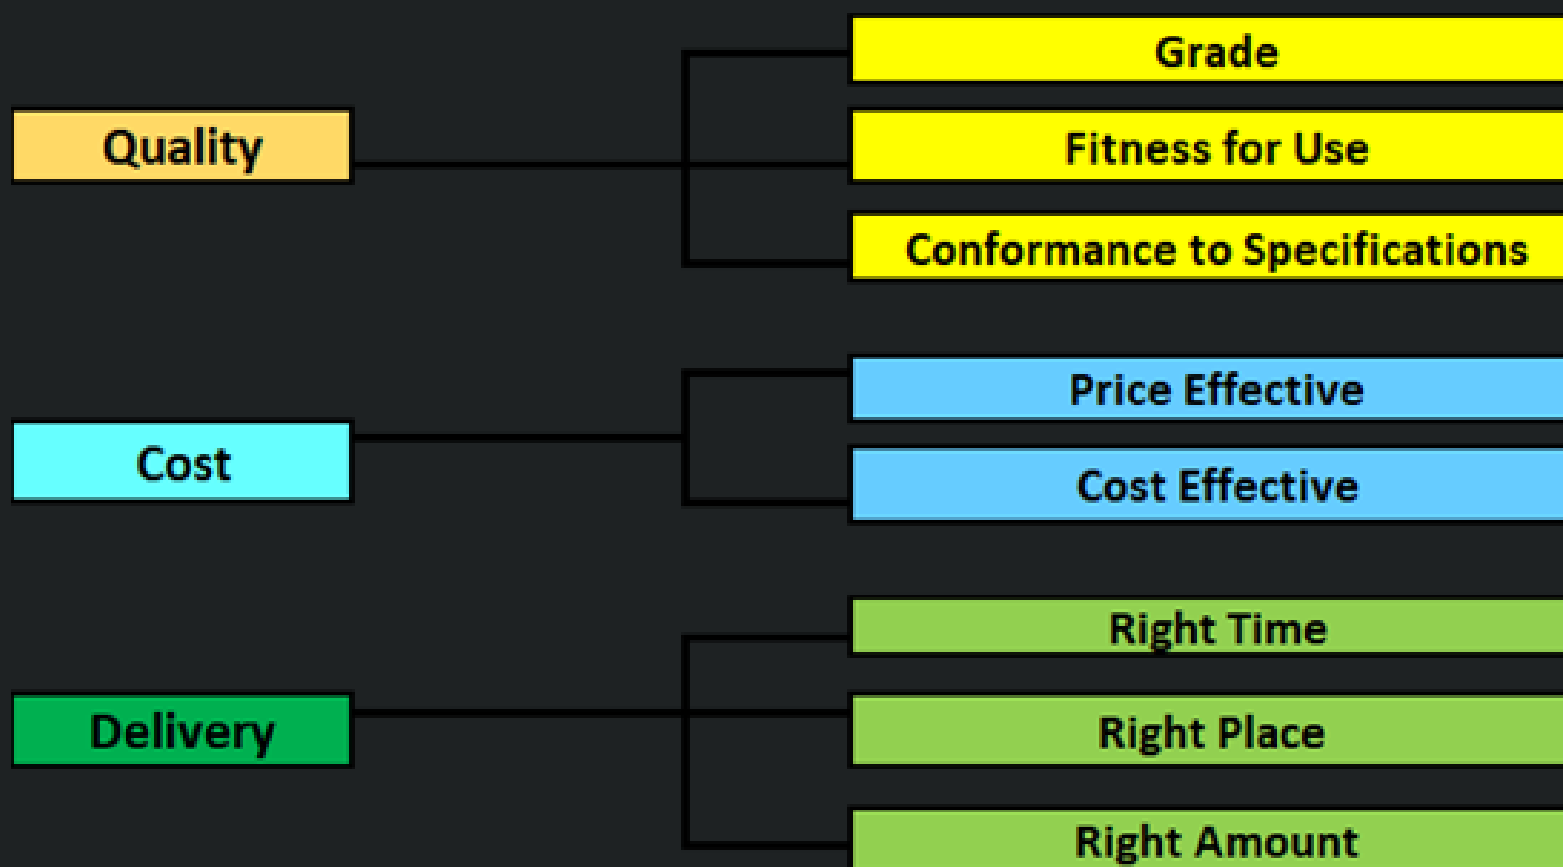 Quality
Grade
Fitness for Use
Conformance to Specifications
Cost
Price Effective
Cost Effective
Delivery
Right Time
Right Place
Right Amount